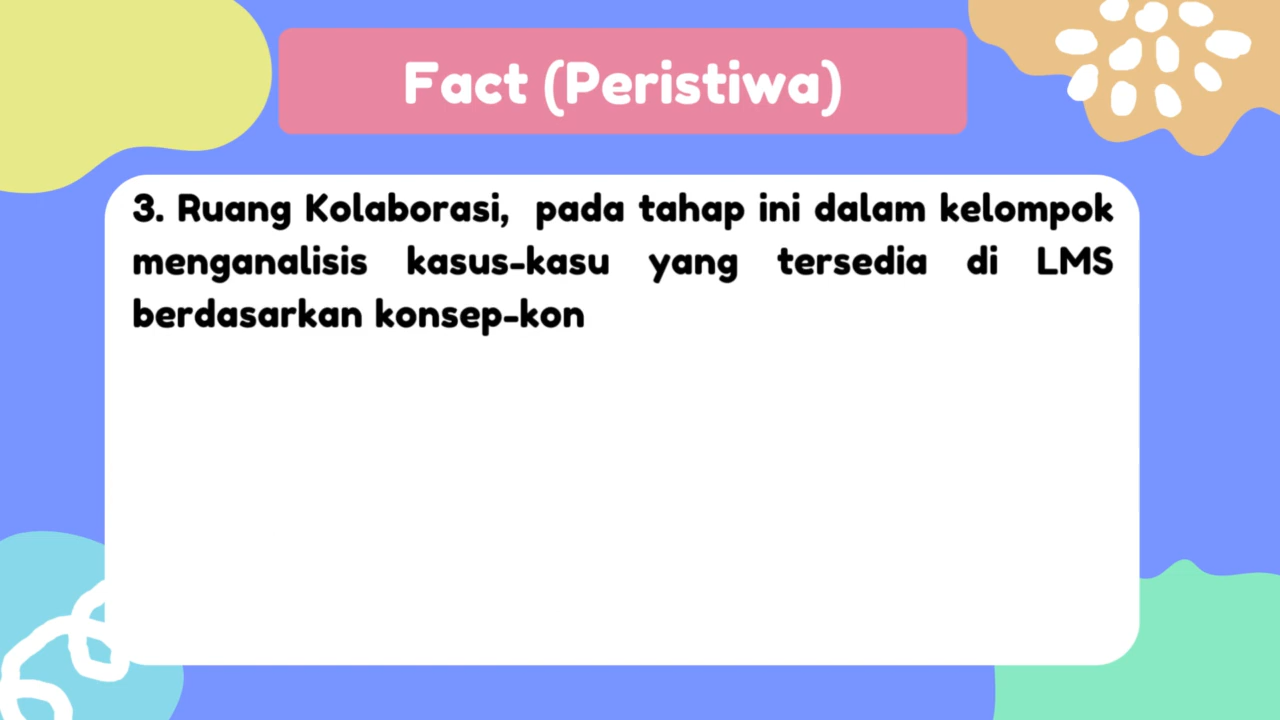 Fact (Peristiwa)
3. Ruang Kolaborasi, pada tahap ini dalam kelompok
menganalisis kasus-kasu yang tersedia di LMS
berdasarkan konsep-kon